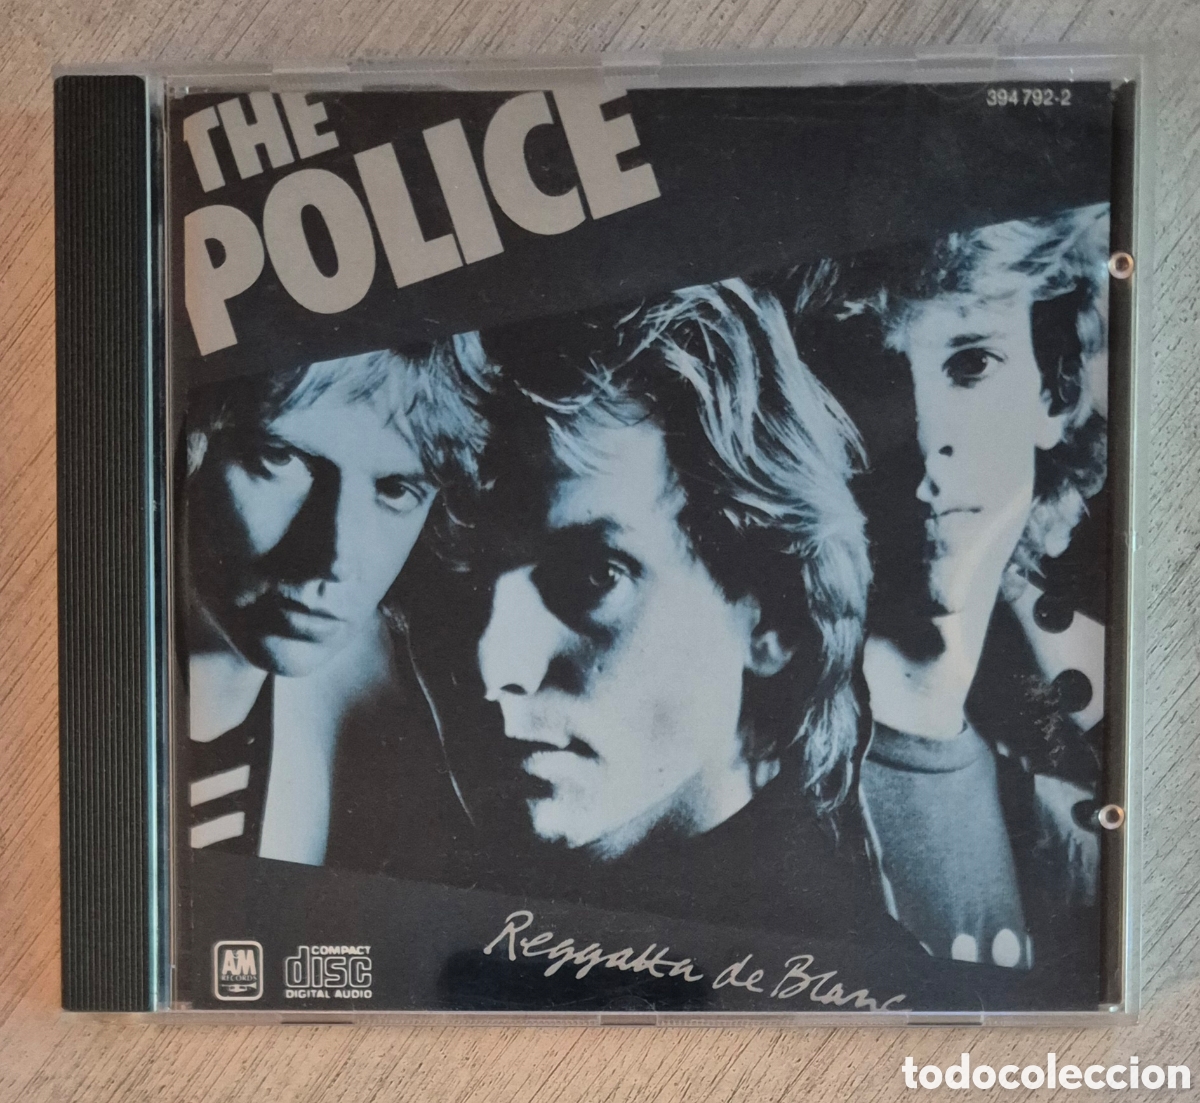 THE
POLICE
394 792-2
Reggatta de Blanc
A&M
RECORDS
COMPACT
disc
DIGITAL AUDIO
todocoleccion